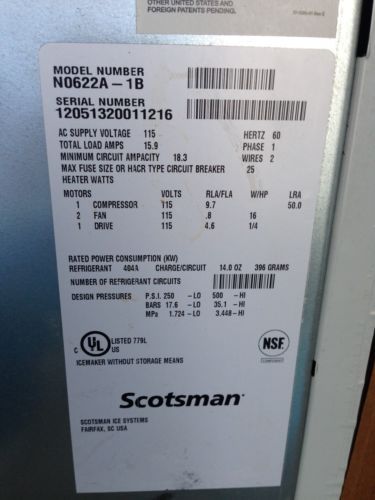 OTHER UNITED STATES AND
FOREIGN PATENTS PENDING
MODEL NUMBER
N0622A-1B
SERIAL NUMBER
12051320011216
AC SUPPLY VOLTAGE 115 HERTZ 60
TOTAL LOAD AMPS 15.9 PHASE 1
MINIMUM CIRCUIT AMPACITY 18.3 WIRES 2
MAX FUSE SIZE OR HACR TYPE CIRCUIT BREAKER 25
HEATER WATTS
MOTORS VOLTS RLA/FLA W/HP LRA
1 COMPRESSOR 115 9.7 50.0
2 FAN 115 .8 16
1 DRIVE 115 4.6 1/4
RATED POWER CONSUMPTION (KW)
REFRIGERANT 404A CHARGE/CIRCUIT 14.0 OZ 396 GRAMS
NUMBER OF REFRIGERANT CIRCUITS
DESIGN PRESSURES P.S.I. 250 -LO 500 -HI
BARS 17.6 -LO 35.1 -HI
MPa 1.724 -LO 3.448-HI
C UL US LISTED 779L
NSF
ICEMAKER WITHOUT STORAGE MEANS
Scotsman
SCOTSMAN ICE SYSTEMS
FAIRFAX, SC USA